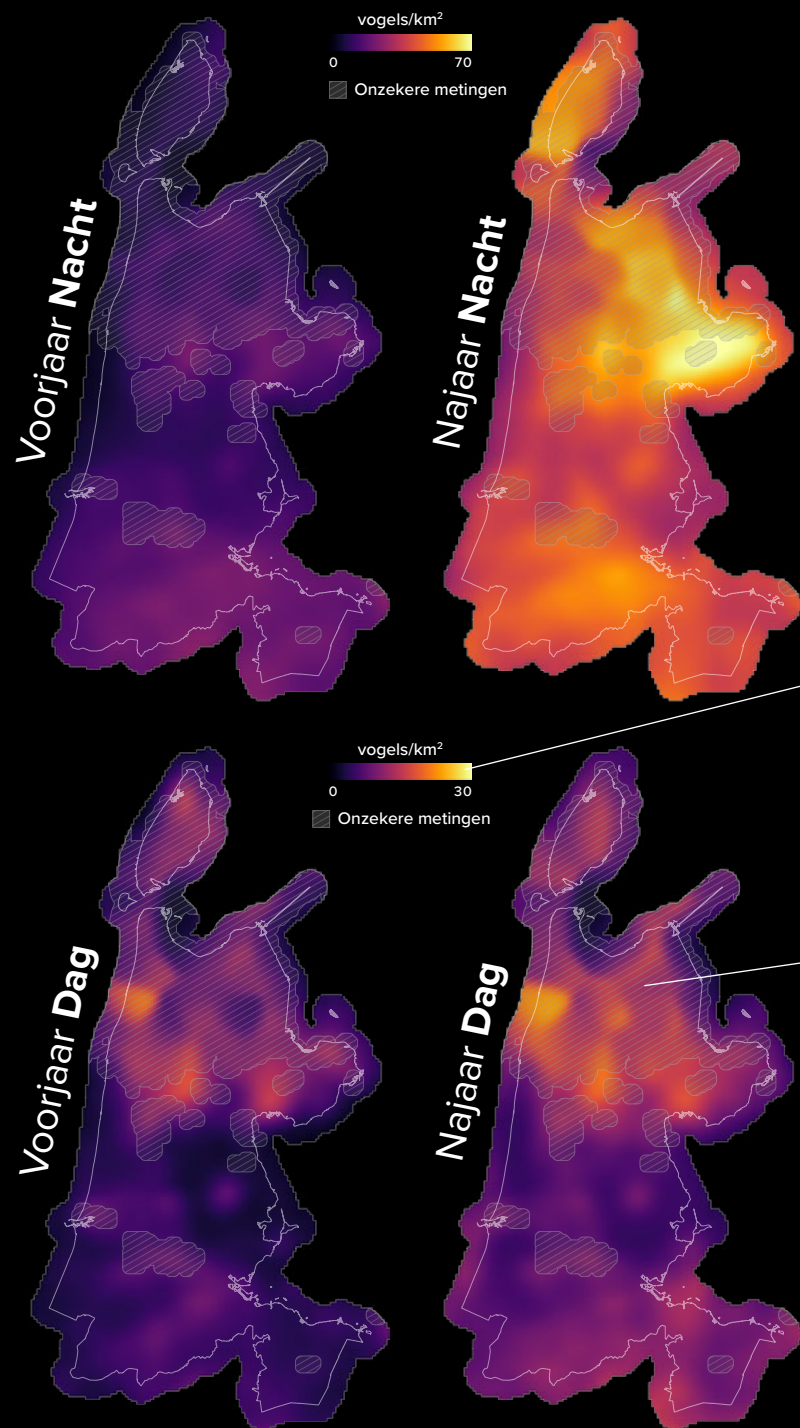 vogels/km²
0 70
Onzekere metingen
Voorjaar Nacht
Najaar Nacht
vogels/km²
0 30
Onzekere metingen
Voorjaar Dag
Najaar Dag